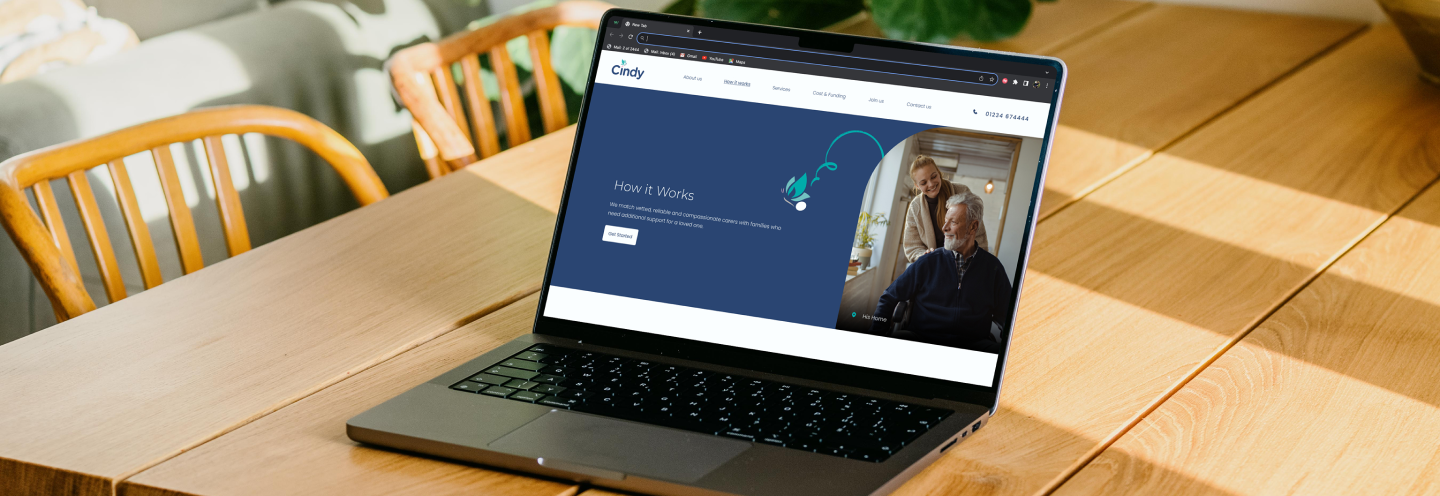 New Tab
Mail: 2 of 3444
Mail: Inbox (4)
Gmail
YouTube
Maps
Cindy
About us
How it works
Services
Cost & Funding
Join us
Contact us
01234 674444
How it Works
We match vetted, reliable and compassionate carers with families who
need additional support for a loved one.
Get Started
His Home